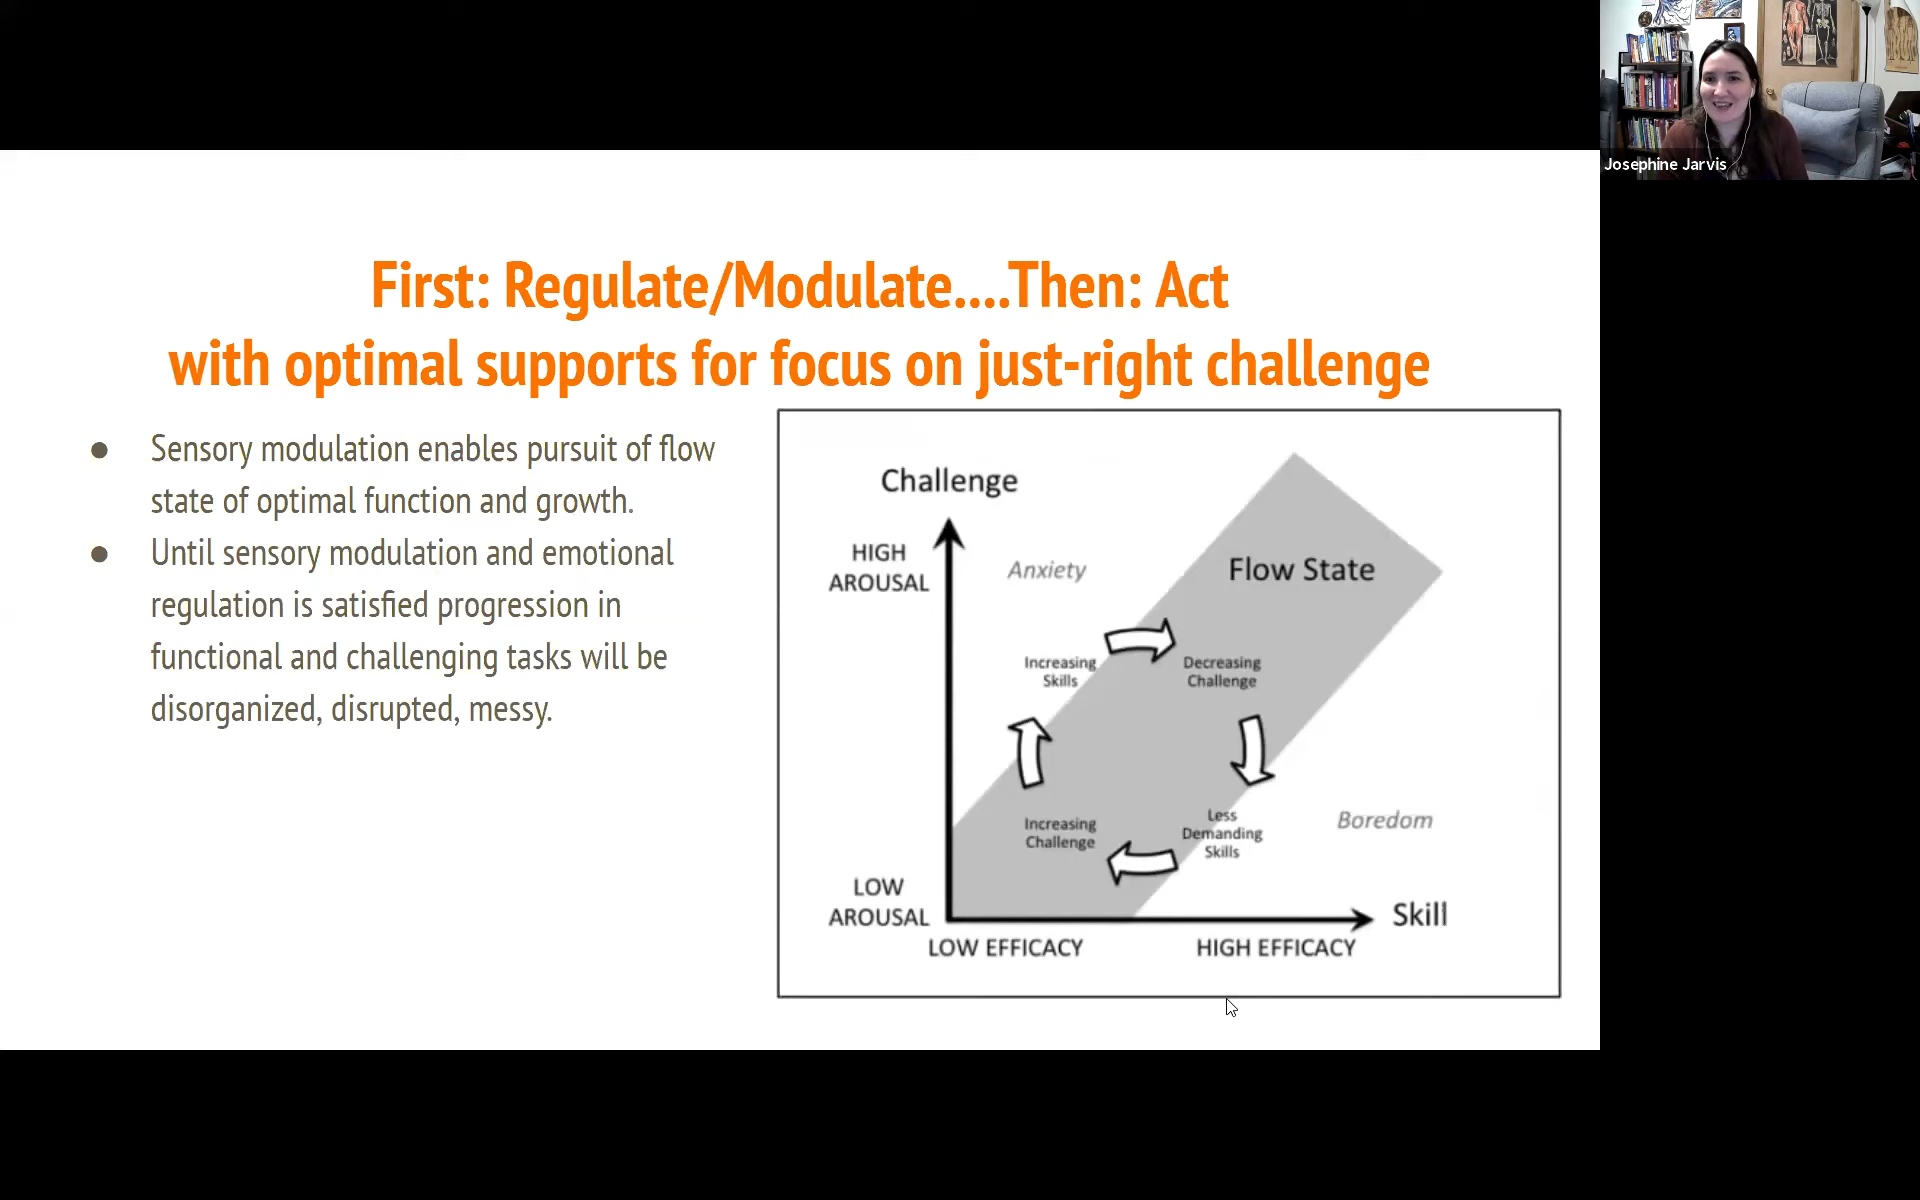 Josephine Jarvis
First: Regulate/Modulate....Then: Act
with optimal supports for focus on just-right challenge
● Sensory modulation enables pursuit of flow
state of optimal function and growth.
● Until sensory modulation and emotional
regulation is satisfied progression in
functional and challenging tasks will be
disorganized, disrupted, messy.
Challenge
HIGH
AROUSAL
Anxiety
Flow State
Increasing
Skills
Decreasing
Challenge
Increasing
Challenge
Less
Demanding
Skills
Boredom
LOW
AROUSAL
Skill
LOW EFFICACY
HIGH EFFICACY